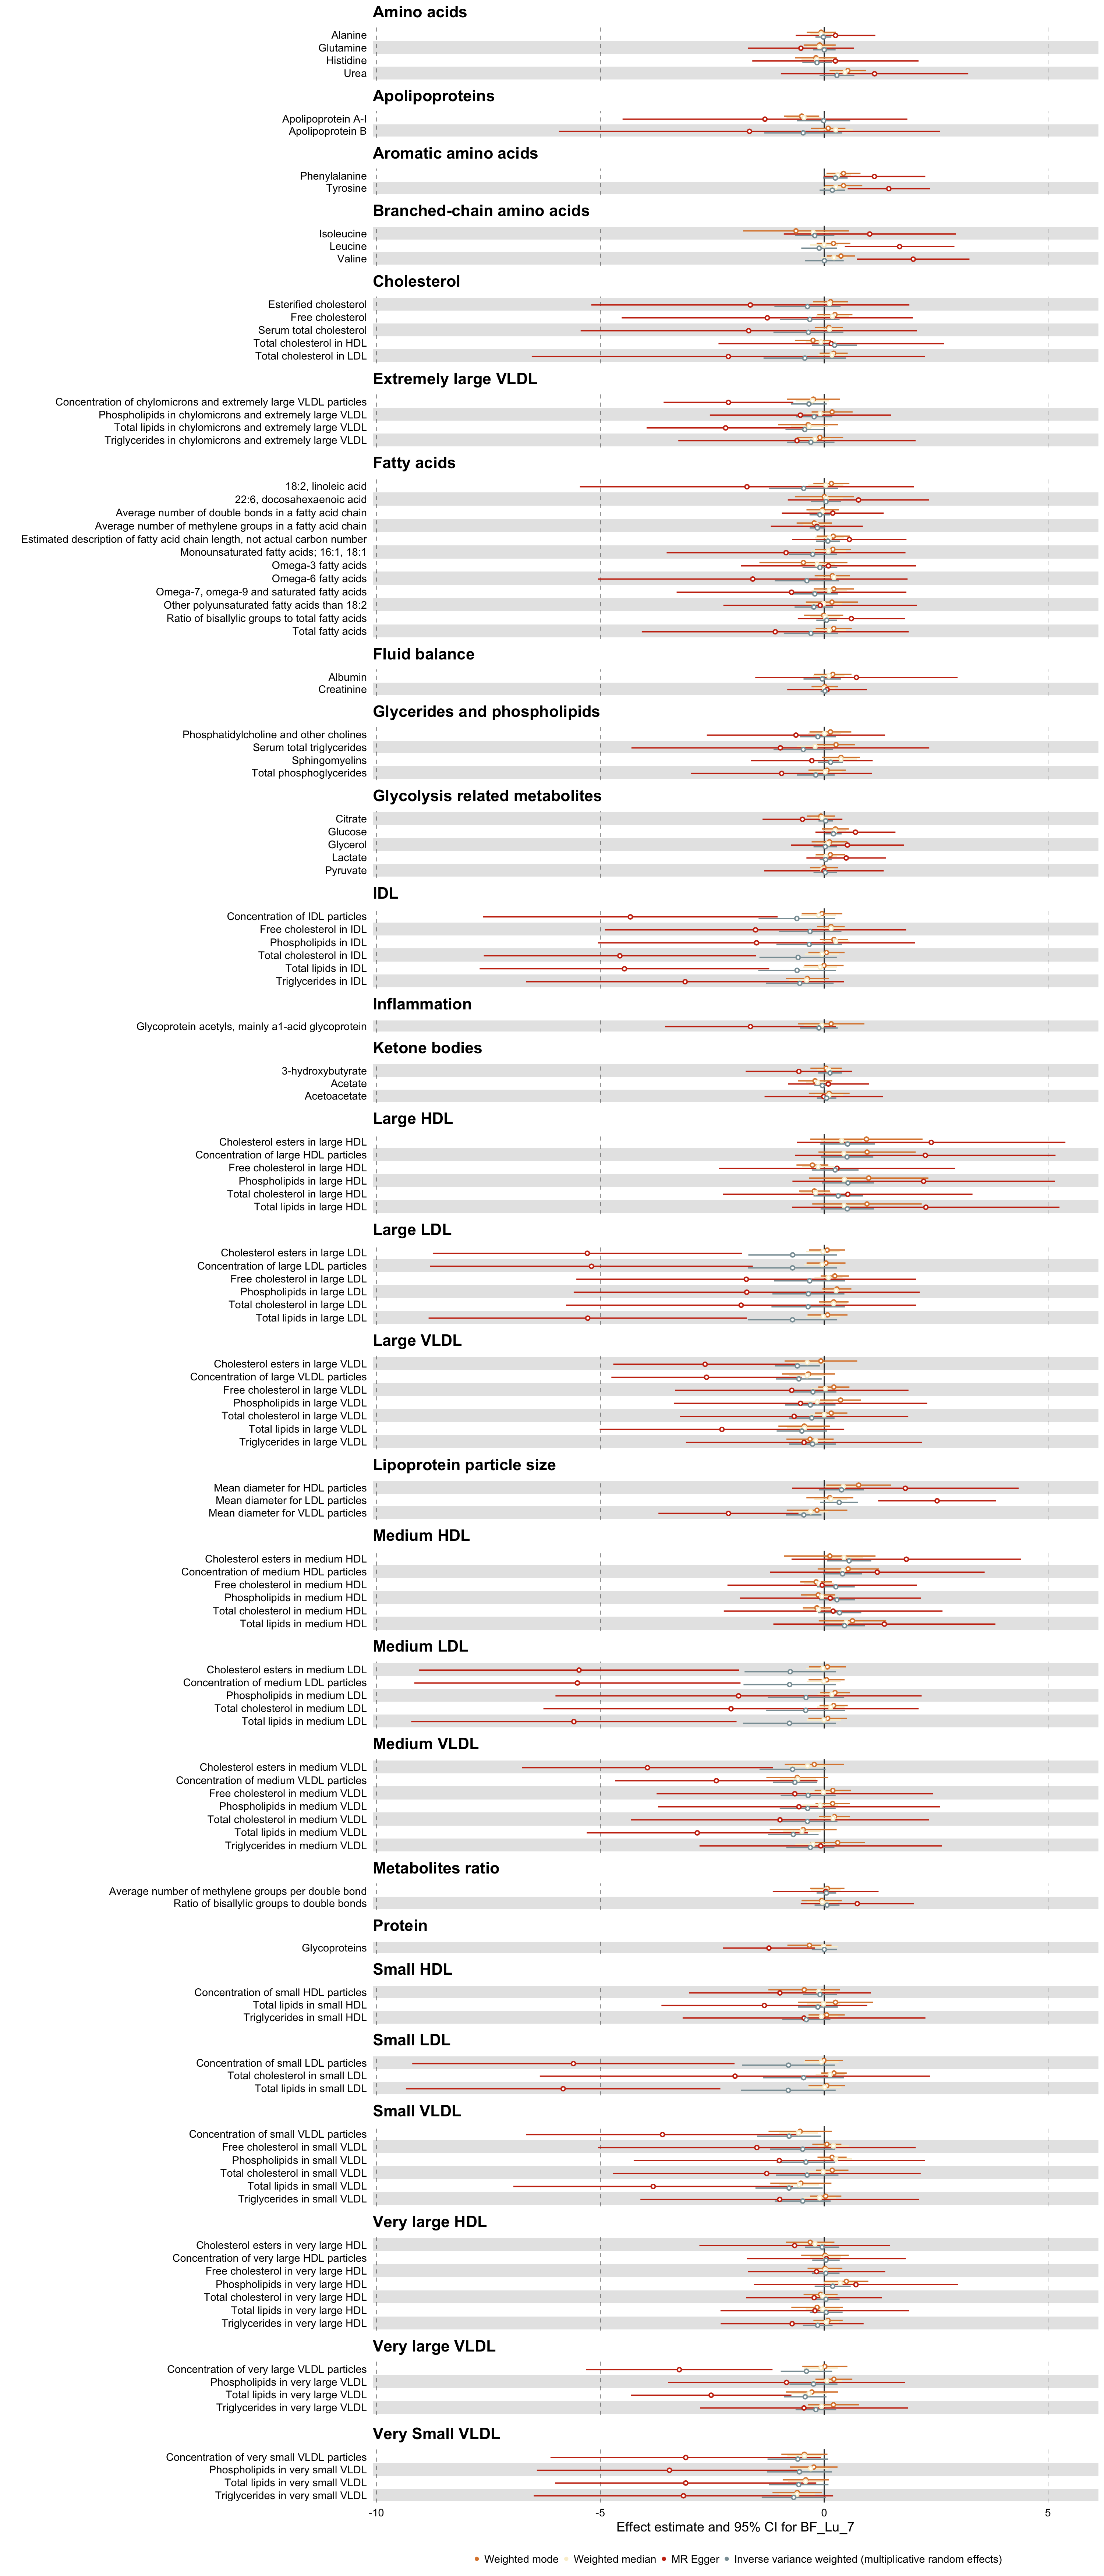 Amino acids
Alanine
Glutamine
Histidine
Urea
Apolipoproteins
Apolipoprotein A-I
Apolipoprotein B
Aromatic amino acids
Phenylalanine
Tyrosine
Branched-chain amino acids
Isoleucine
Leucine
Valine
Cholesterol
Esterified cholesterol
Free cholesterol
Serum total cholesterol
Total cholesterol in HDL
Total cholesterol in LDL
Extremely large VLDL
Concentration of chylomicrons and extremely large VLDL particles
Phospholipids in chylomicrons and extremely large VLDL
Total lipids in chylomicrons and extremely large VLDL
Triglycerides in chylomicrons and extremely large VLDL
Fatty acids
18:2, linoleic acid
22:6, docosahexaenoic acid
Average number of double bonds in a fatty acid chain
Average number of methylene groups in a fatty acid chain
Estimated description of fatty acid chain length, not actual carbon number
Monounsaturated fatty acids; 16:1, 18:1
Omega-3 fatty acids
Omega-6 fatty acids
Omega-7, omega-9 and saturated fatty acids
Other polyunsaturated fatty acids than 18:2
Ratio of bisallylic groups to total fatty acids
Total fatty acids
Fluid balance
Albumin
Creatinine
Glycerides and phospholipids
Phosphatidylcholine and other cholines
Serum total triglycerides
Sphingomyelins
Total phosphoglycerides
Glycolysis related metabolites
Citrate
Glucose
Glycerol
Lactate
Pyruvate
IDL
Concentration of IDL particles
Free cholesterol in IDL
Phospholipids in IDL
Total cholesterol in IDL
Total lipids in IDL
Triglycerides in IDL
Inflammation
Glycoprotein acetyls, mainly a1-acid glycoprotein
Ketone bodies
3-hydroxybutyrate
Acetate
Acetoacetate
Large HDL
Cholesterol esters in large HDL
Concentration of large HDL particles
Free cholesterol in large HDL
Phospholipids in large HDL
Total cholesterol in large HDL
Total lipids in large HDL
Large LDL
Cholesterol esters in large LDL
Concentration of large LDL particles
Free cholesterol in large LDL
Phospholipids in large LDL
Total cholesterol in large LDL
Total lipids in large LDL
Large VLDL
Cholesterol esters in large VLDL
Concentration of large VLDL particles
Free cholesterol in large VLDL
Phospholipids in large VLDL
Total cholesterol in large VLDL
Total lipids in large VLDL
Triglycerides in large VLDL
Lipoprotein particle size
Mean diameter for HDL particles
Mean diameter for LDL particles
Mean diameter for VLDL particles
Medium HDL
Cholesterol esters in medium HDL
Concentration of medium HDL particles
Free cholesterol in medium HDL
Phospholipids in medium HDL
Total cholesterol in medium HDL
Total lipids in medium HDL
Medium LDL
Cholesterol esters in medium LDL
Concentration of medium LDL particles
Phospholipids in medium LDL
Total cholesterol in medium LDL
Total lipids in medium LDL
Medium VLDL
Cholesterol esters in medium VLDL
Concentration of medium VLDL particles
Free cholesterol in medium VLDL
Phospholipids in medium VLDL
Total cholesterol in medium VLDL
Total lipids in medium VLDL
Triglycerides in medium VLDL
Metabolites ratio
Average number of methylene groups per double bond
Ratio of bisallylic groups to double bonds
Protein
Glycoproteins
Small HDL
Concentration of small HDL particles
Total lipids in small HDL
Triglycerides in small HDL
Small LDL
Concentration of small LDL particles
Total cholesterol in small LDL
Total lipids in small LDL
Small VLDL
Concentration of small VLDL particles
Free cholesterol in small VLDL
Phospholipids in small VLDL
Total cholesterol in small VLDL
Total lipids in small VLDL
Triglycerides in small VLDL
Very large HDL
Cholesterol esters in very large HDL
Concentration of very large HDL particles
Free cholesterol in very large HDL
Phospholipids in very large HDL
Total cholesterol in very large HDL
Total lipids in very large HDL
Triglycerides in very large HDL
Very large VLDL
Concentration of very large VLDL particles
Phospholipids in very large VLDL
Total lipids in very large VLDL
Triglycerides in very large VLDL
Very Small VLDL
Concentration of very small VLDL particles
Phospholipids in very small VLDL
Total lipids in very small VLDL
Triglycerides in very small VLDL
-10 -5 0 5
Effect estimate and 95% CI for BF_Lu_7
Weighted mode Weighted median MR Egger Inverse variance weighted (multiplicative random effects)